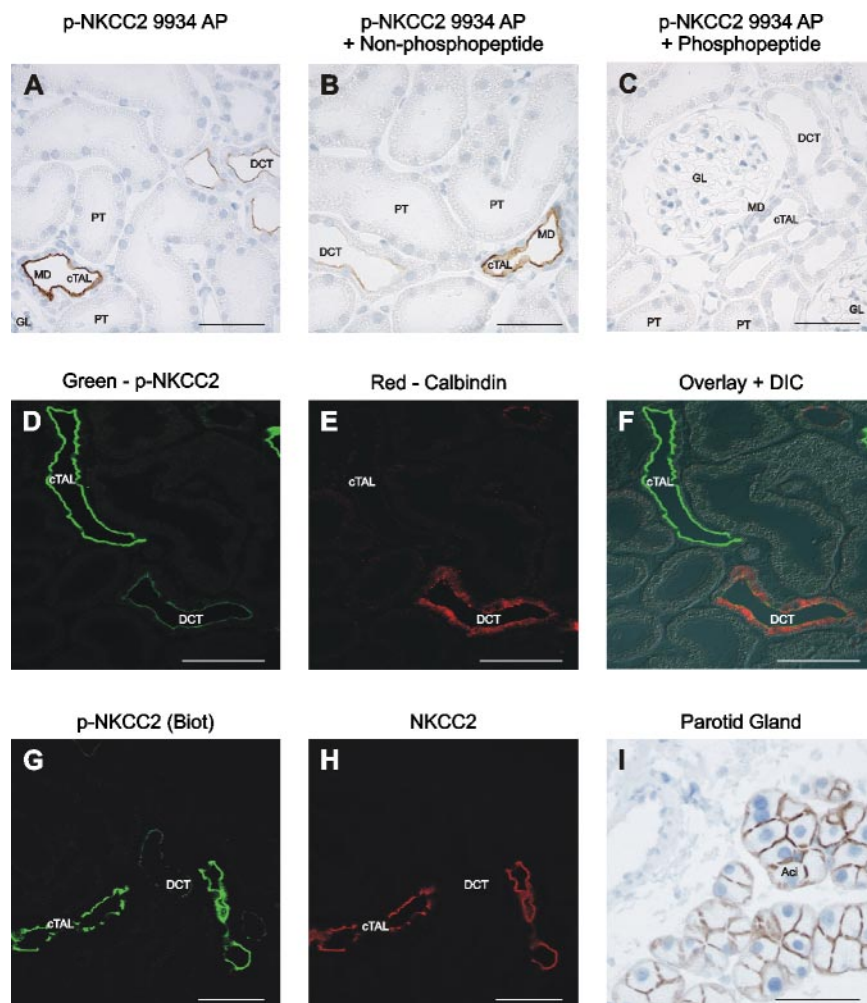 p-NKCC2 9934 AP
p-NKCC2 9934 AP
+ Non-phosphopeptide
p-NKCC2 9934 AP
+ Phosphopeptide
A
DCT
PT
MD
cTAL
GL
PT
B
PT
PT
DCT
MD
cTAL
C
DCT
GL
MD
cTAL
GL
PT
PT
Green - p-NKCC2
Red - Calbindin
Overlay + DIC
D
cTAL
DCT
E
cTAL
DCT
F
cTAL
DCT
p-NKCC2 (Biot)
NKCC2
Parotid Gland
G
DCT
cTAL
H
DCT
cTAL
I
Aci